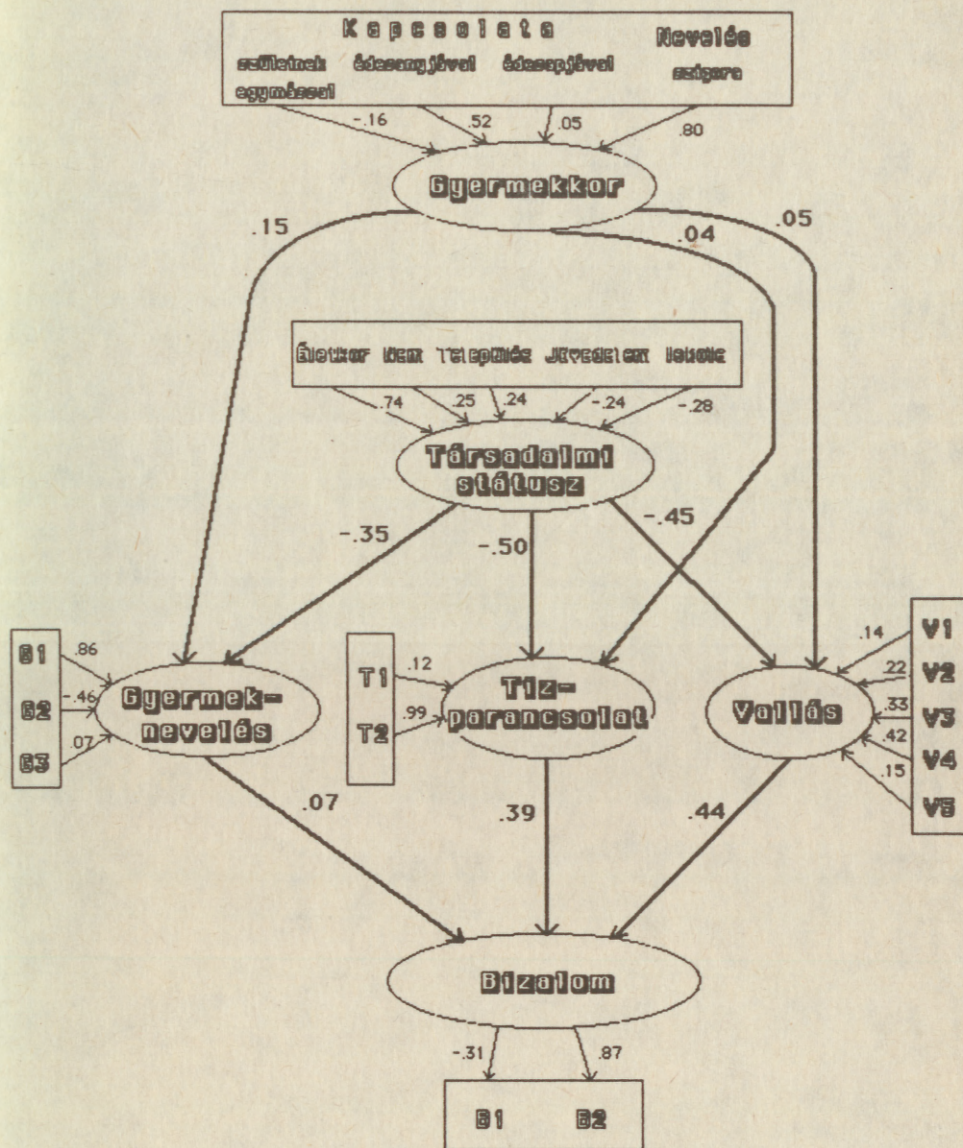 Kapcsolata Nevelés
szüleinek édesanyjával édesapjával szigora
egymással
-.16 .52 .05 .80
Gyermekkor
.15 .04 .05
Életkor Nem Település Jövedelem Iskola
.74 .25 .24 -.24 -.28
Társadalmi
státusz
-.35 -.50 -.45
G1 .86
G2 -.46
G3 .07
Gyermek-
nevelés
T1 .12
T2 .99
Tíz-
parancsolat
Vallás
.14 V1
.22 V2
.33 V3
.42 V4
.15 V5
.07 .39 .44
Bizalom
-.31 .87
B1 B2